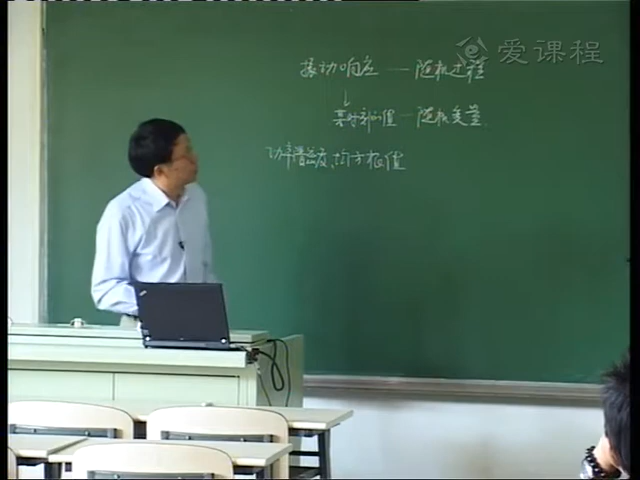 爱课程
振动响应 — 随机过程
↓
某时刻的值 — 随机变量
功率谱密度、均方根值